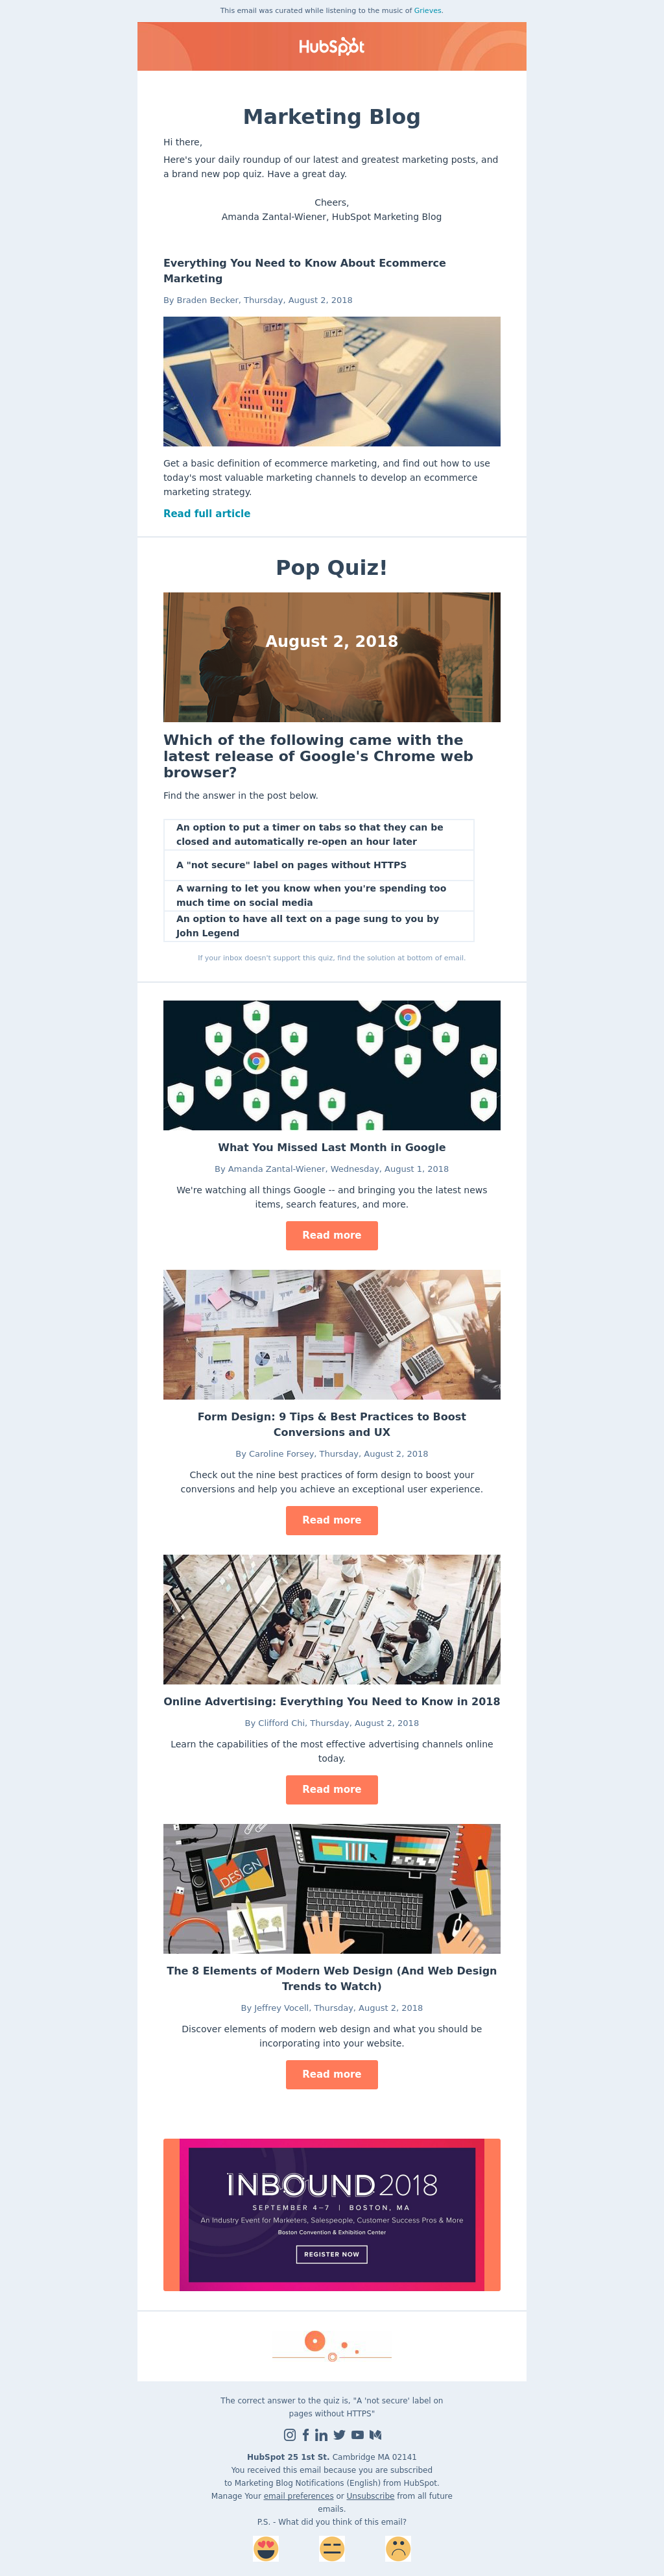 This email was curated while listening to the music of Grieves.
HubSpot
Marketing Blog
Hi there,
Here's your daily roundup of our latest and greatest marketing posts, and
a brand new pop quiz. Have a great day.
Cheers,
Amanda Zantal-Wiener, HubSpot Marketing Blog
Everything You Need to Know About Ecommerce
Marketing
By Braden Becker, Thursday, August 2, 2018
Get a basic definition of ecommerce marketing, and find out how to use
today's most valuable marketing channels to develop an ecommerce
marketing strategy.
Read full article
Pop Quiz!
August 2, 2018
Which of the following came with the
latest release of Google's Chrome web
browser?
Find the answer in the post below.
An option to put a timer on tabs so that they can be
closed and automatically re-open an hour later
A "not secure" label on pages without HTTPS
A warning to let you know when you're spending too
much time on social media
An option to have all text on a page sung to you by
John Legend
If your inbox doesn't support this quiz, find the solution at bottom of email.
What You Missed Last Month in Google
By Amanda Zantal-Wiener, Wednesday, August 1, 2018
We're watching all things Google -- and bringing you the latest news
items, search features, and more.
Read more
Form Design: 9 Tips & Best Practices to Boost
Conversions and UX
By Caroline Forsey, Thursday, August 2, 2018
Check out the nine best practices of form design to boost your
conversions and help you achieve an exceptional user experience.
Read more
Online Advertising: Everything You Need to Know in 2018
By Clifford Chi, Thursday, August 2, 2018
Learn the capabilities of the most effective advertising channels online
today.
Read more
DESIGN
The 8 Elements of Modern Web Design (And Web Design
Trends to Watch)
By Jeffrey Vocell, Thursday, August 2, 2018
Discover elements of modern web design and what you should be
incorporating into your website.
Read more
INBOUND 2018
SEPTEMBER 4–7 | BOSTON, MA
An Industry Event for Marketers, Salespeople, Customer Success Pros & More
Boston Convention & Exhibition Center
REGISTER NOW
The correct answer to the quiz is, "A 'not secure' label on
pages without HTTPS"
HubSpot 25 1st St. Cambridge MA 02141
You received this email because you are subscribed
to Marketing Blog Notifications (English) from HubSpot.
Manage Your email preferences or Unsubscribe from all future
emails.
P.S. - What did you think of this email?